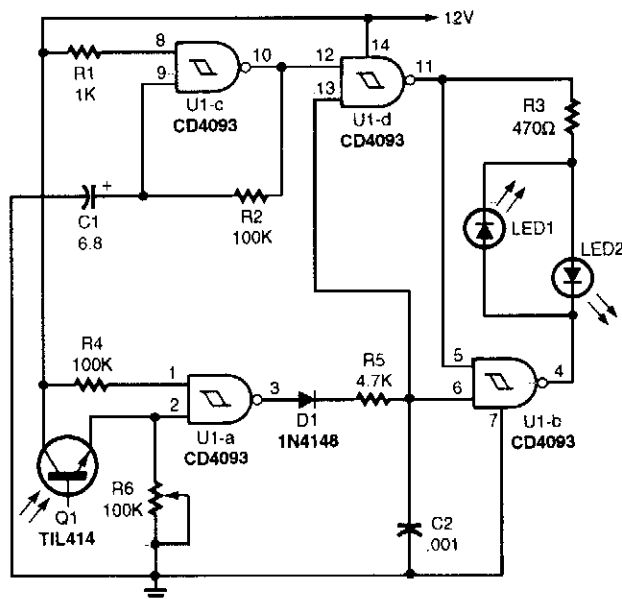 12V
8
R1
1K
9
10
U1-c
CD4093
12
14
13
11
U1-d
CD4093
R3
470Ω
+
C1
6.8
R2
100K
LED1
LED2
R4
100K
1
2
3
U1-a
CD4093
D1
1N4148
R5
4.7K
5
6
4
7
U1-b
CD4093
Q1
TIL414
R6
100K
C2
.001